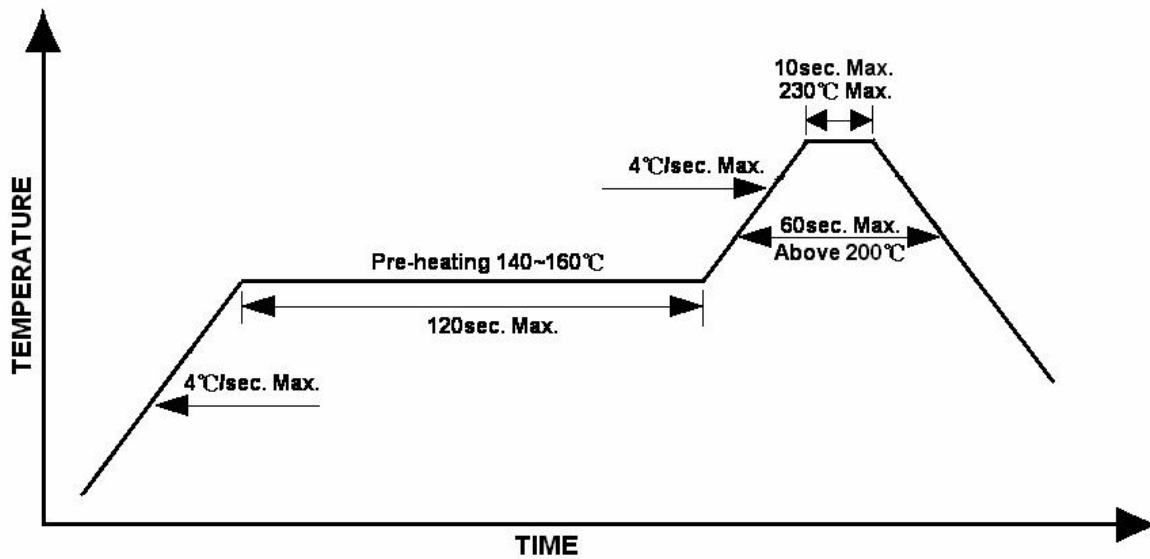 10sec. Max.
230℃ Max.
4℃/sec. Max.
60sec. Max.
Above 200℃
Pre-heating 140~160℃
120sec. Max.
4℃/sec. Max.
TEMPERATURE
TIME